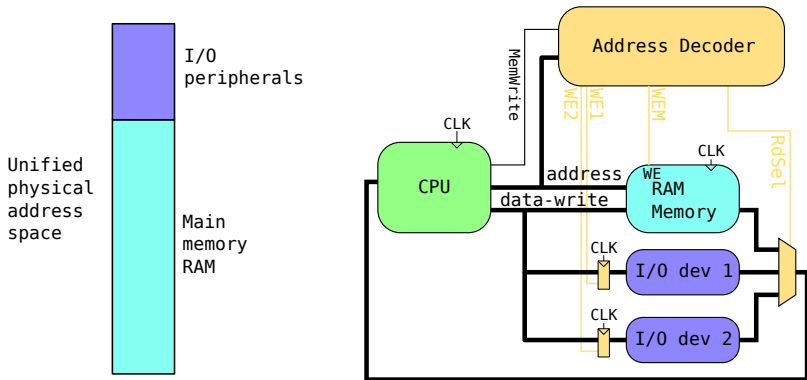 I/O
peripherals
Unified
physical
address
space
Main
memory
RAM
Address Decoder
MemWrite
WE2
WE1
WEM
RdSel
CLK
CPU
address
data-write
CLK
WE
RAM
Memory
CLK
I/O dev 1
CLK
I/O dev 2